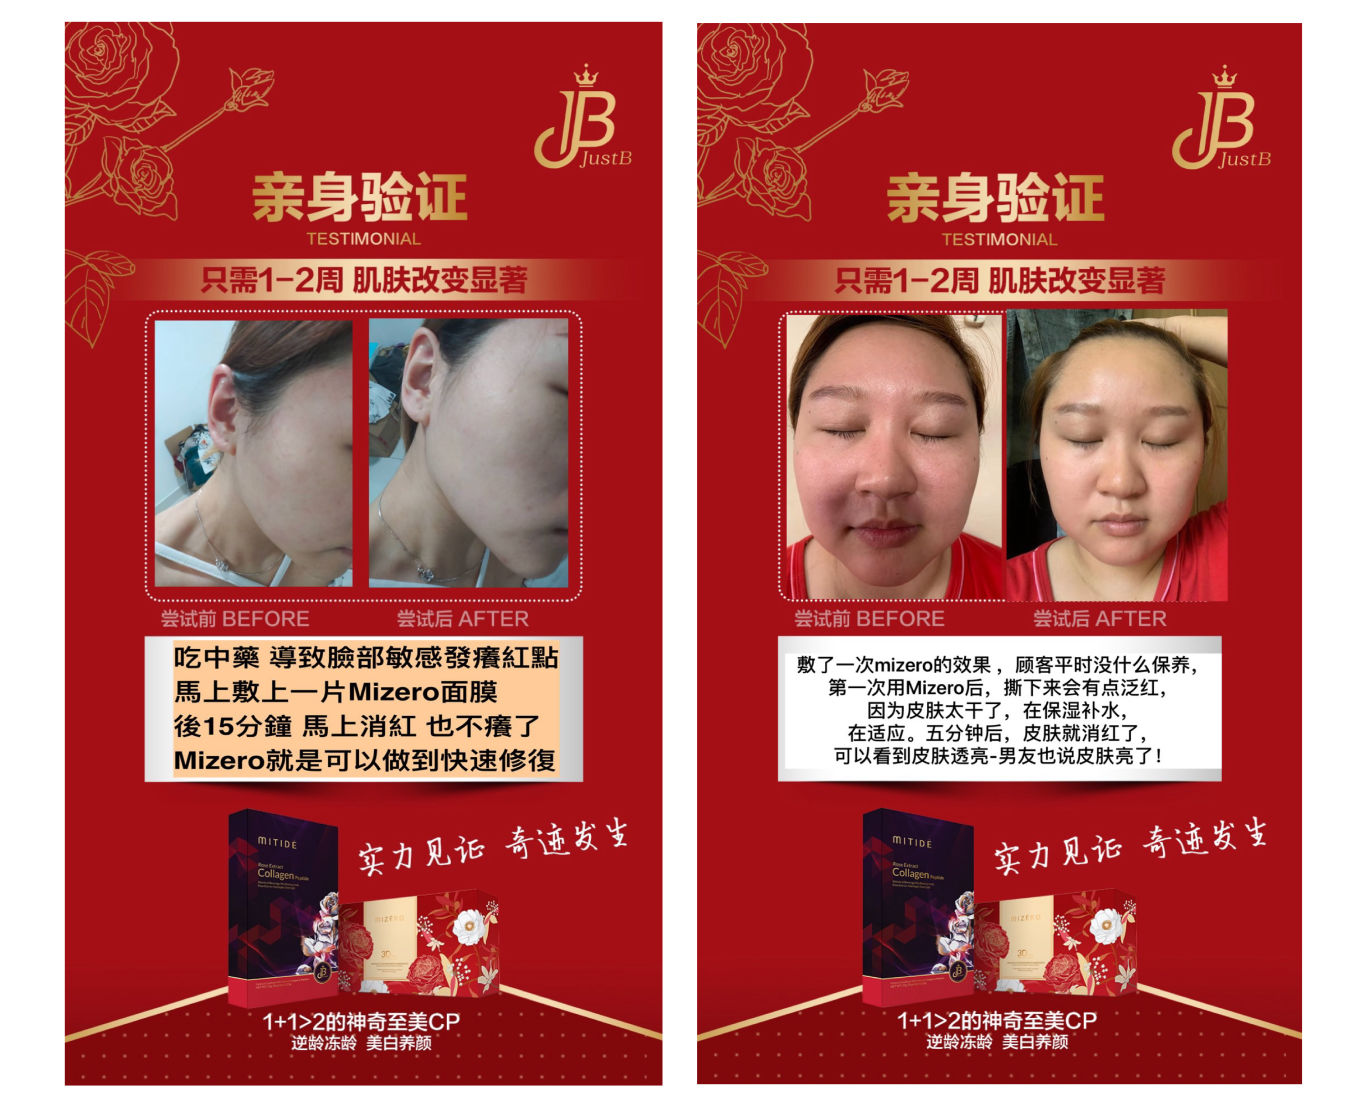 JB
JustB
亲身验证
TESTIMONIAL
只需1-2周 肌肤改变显著
尝试前 BEFORE
尝试后 AFTER
吃中藥 導致臉部敏感發癢紅點
馬上敷上一片Mizero面膜
後15分鐘 馬上消紅 也不癢了
Mizero就是可以做到快速修復
实力见证 奇迹发生
MITIDE
Rose Extract
Collagen Peptide
MIZERO
3D
1+1>2的神奇至美CP
逆龄冻龄 美白养颜
JB
JustB
亲身验证
TESTIMONIAL
只需1-2周 肌肤改变显著
尝试前 BEFORE
尝试后 AFTER
敷了一次mizero的效果，顾客平时没什么保养，
第一次用Mizero后，撕下来会有点泛红，
因为皮肤太干了，在保湿补水，
在适应。五分钟后，皮肤就消红了，
可以看到皮肤透亮-男友也说皮肤亮了！
实力见证 奇迹发生
MITIDE
Rose Extract
Collagen Peptide
MIZERO
3D
1+1>2的神奇至美CP
逆龄冻龄 美白养颜